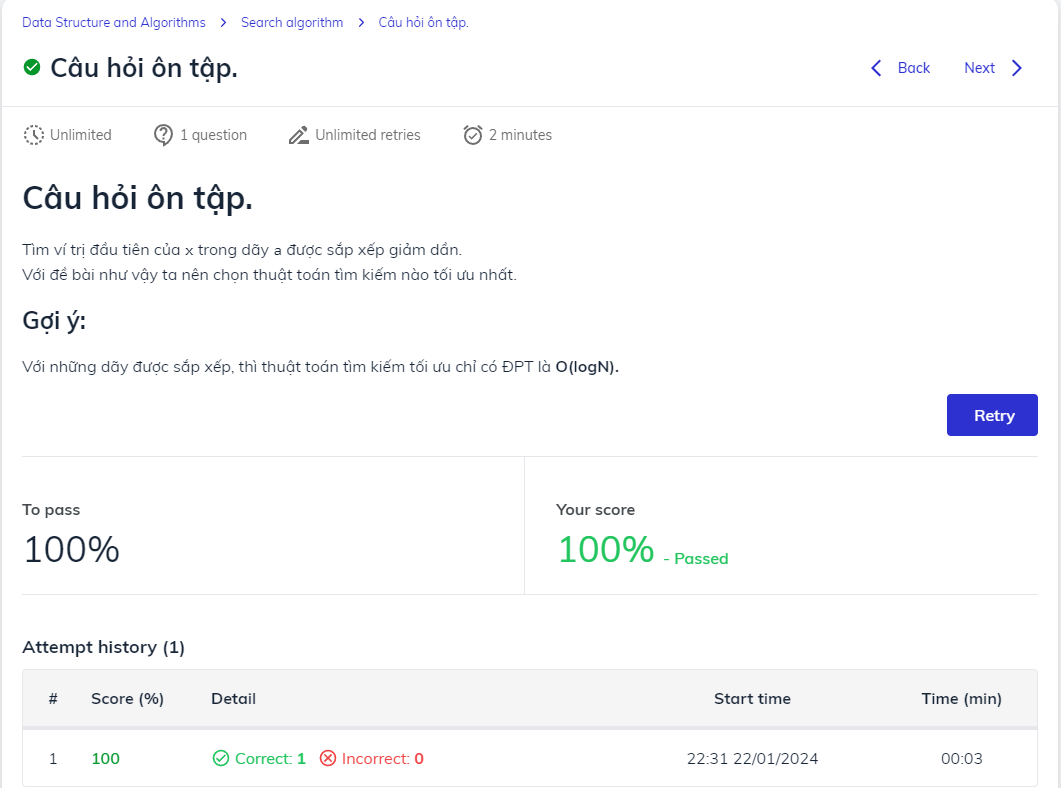 Data Structure and Algorithms > Search algorithm > Câu hỏi ôn tập.
Câu hỏi ôn tập.
Back Next
Unlimited 1 question Unlimited retries 2 minutes
Câu hỏi ôn tập.
Tìm ví trị đầu tiên của x trong dãy a được sắp xếp giảm dần.
Với đề bài như vậy ta nên chọn thuật toán tìm kiếm nào tối ưu nhất.
Gợi ý:
Với những dãy được sắp xếp, thì thuật toán tìm kiếm tối ưu chỉ có ĐPT là O(logN).
Retry
To pass
100%
Your score
100% - Passed
Attempt history (1)
# Score (%) Detail Start time Time (min)
1 100 Correct: 1 Incorrect: 0 22:31 22/01/2024 00:03